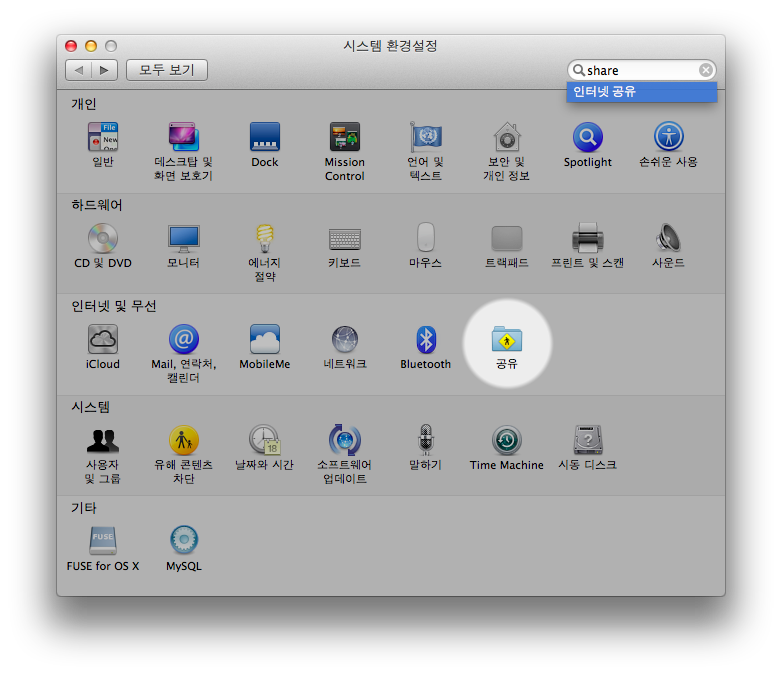 시스템 환경설정
모두 보기
share
인터넷 공유
개인
File
New
One
일반
데스크탑 및
화면 보호기
Dock
Mission
Control
언어 및
텍스트
보안 및
개인 정보
Spotlight
손쉬운 사용
하드웨어
CD 및 DVD
모니터
에너지
절약
키보드
마우스
트랙패드
프린트 및 스캔
사운드
인터넷 및 무선
iCloud
@
Mail, 연락처,
캘린더
MobileMe
네트워크
Bluetooth
공유
시스템
사용자
및 그룹
유해 콘텐츠
차단
18
날짜와 시간
소프트웨어
업데이트
말하기
Time Machine
?
시동 디스크
기타
FUSE
FUSE for OS X
MySQL